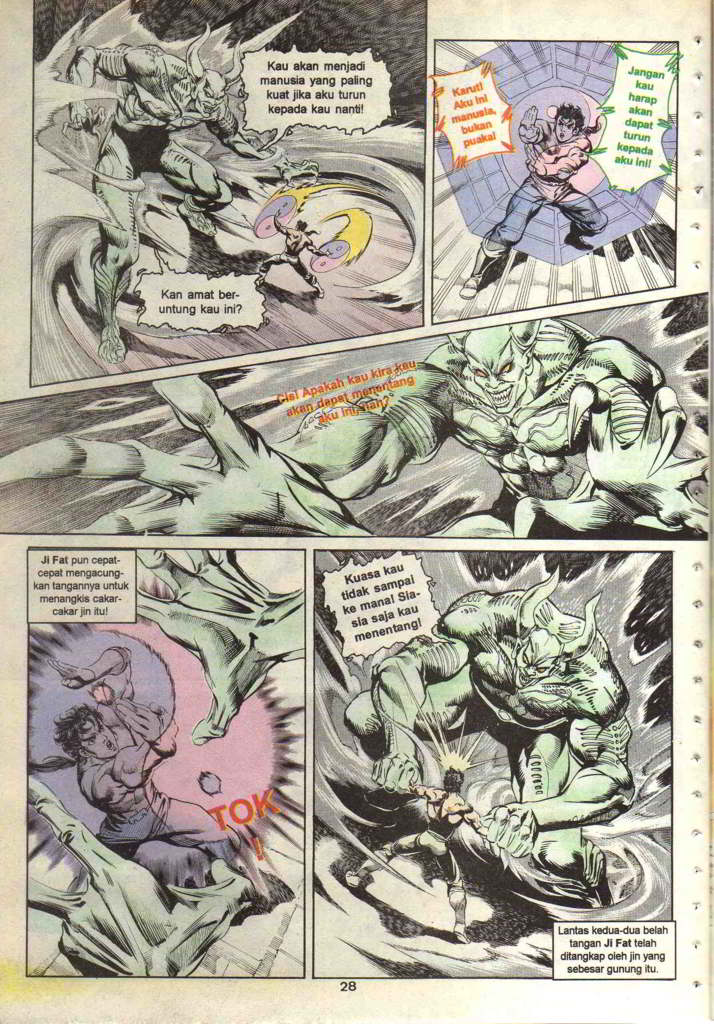 Kau akan menjadi
manusia yang paling
kuat jika aku turun
kepada kau nanti!
Kan amat ber-
untung kau ini?
Karut!
Aku ini
manusia,
bukan
puaka!
Jangan
kau
harap
akan
dapat
turun
kepada
aku ini!
Cis! Apakah kau kira kau
akan dapat menentang
aku ini, hah?
Ji Fat pun cepat-
cepat mengacung-
kan tangannya untuk
menangkis cakar-
cakar jin itu!
TOK
!
Kuasa kau
tidak sampai
ke mana! Sia-
sia saja kau
menentang!
Lantas kedua-dua belah
tangan Ji Fat telah
ditangkap oleh jin yang
sebesar gunung itu.
28